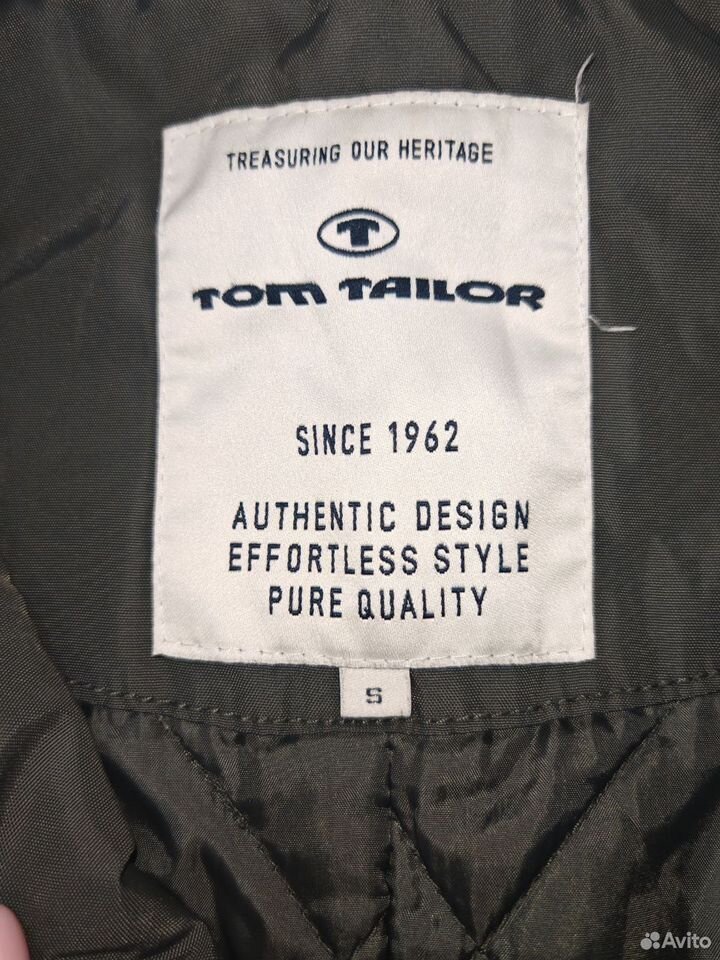 TREASURING OUR HERITAGE
T
TOM TAILOR
SINCE 1962
AUTHENTIC DESIGN
EFFORTLESS STYLE
PURE QUALITY
S
Avito